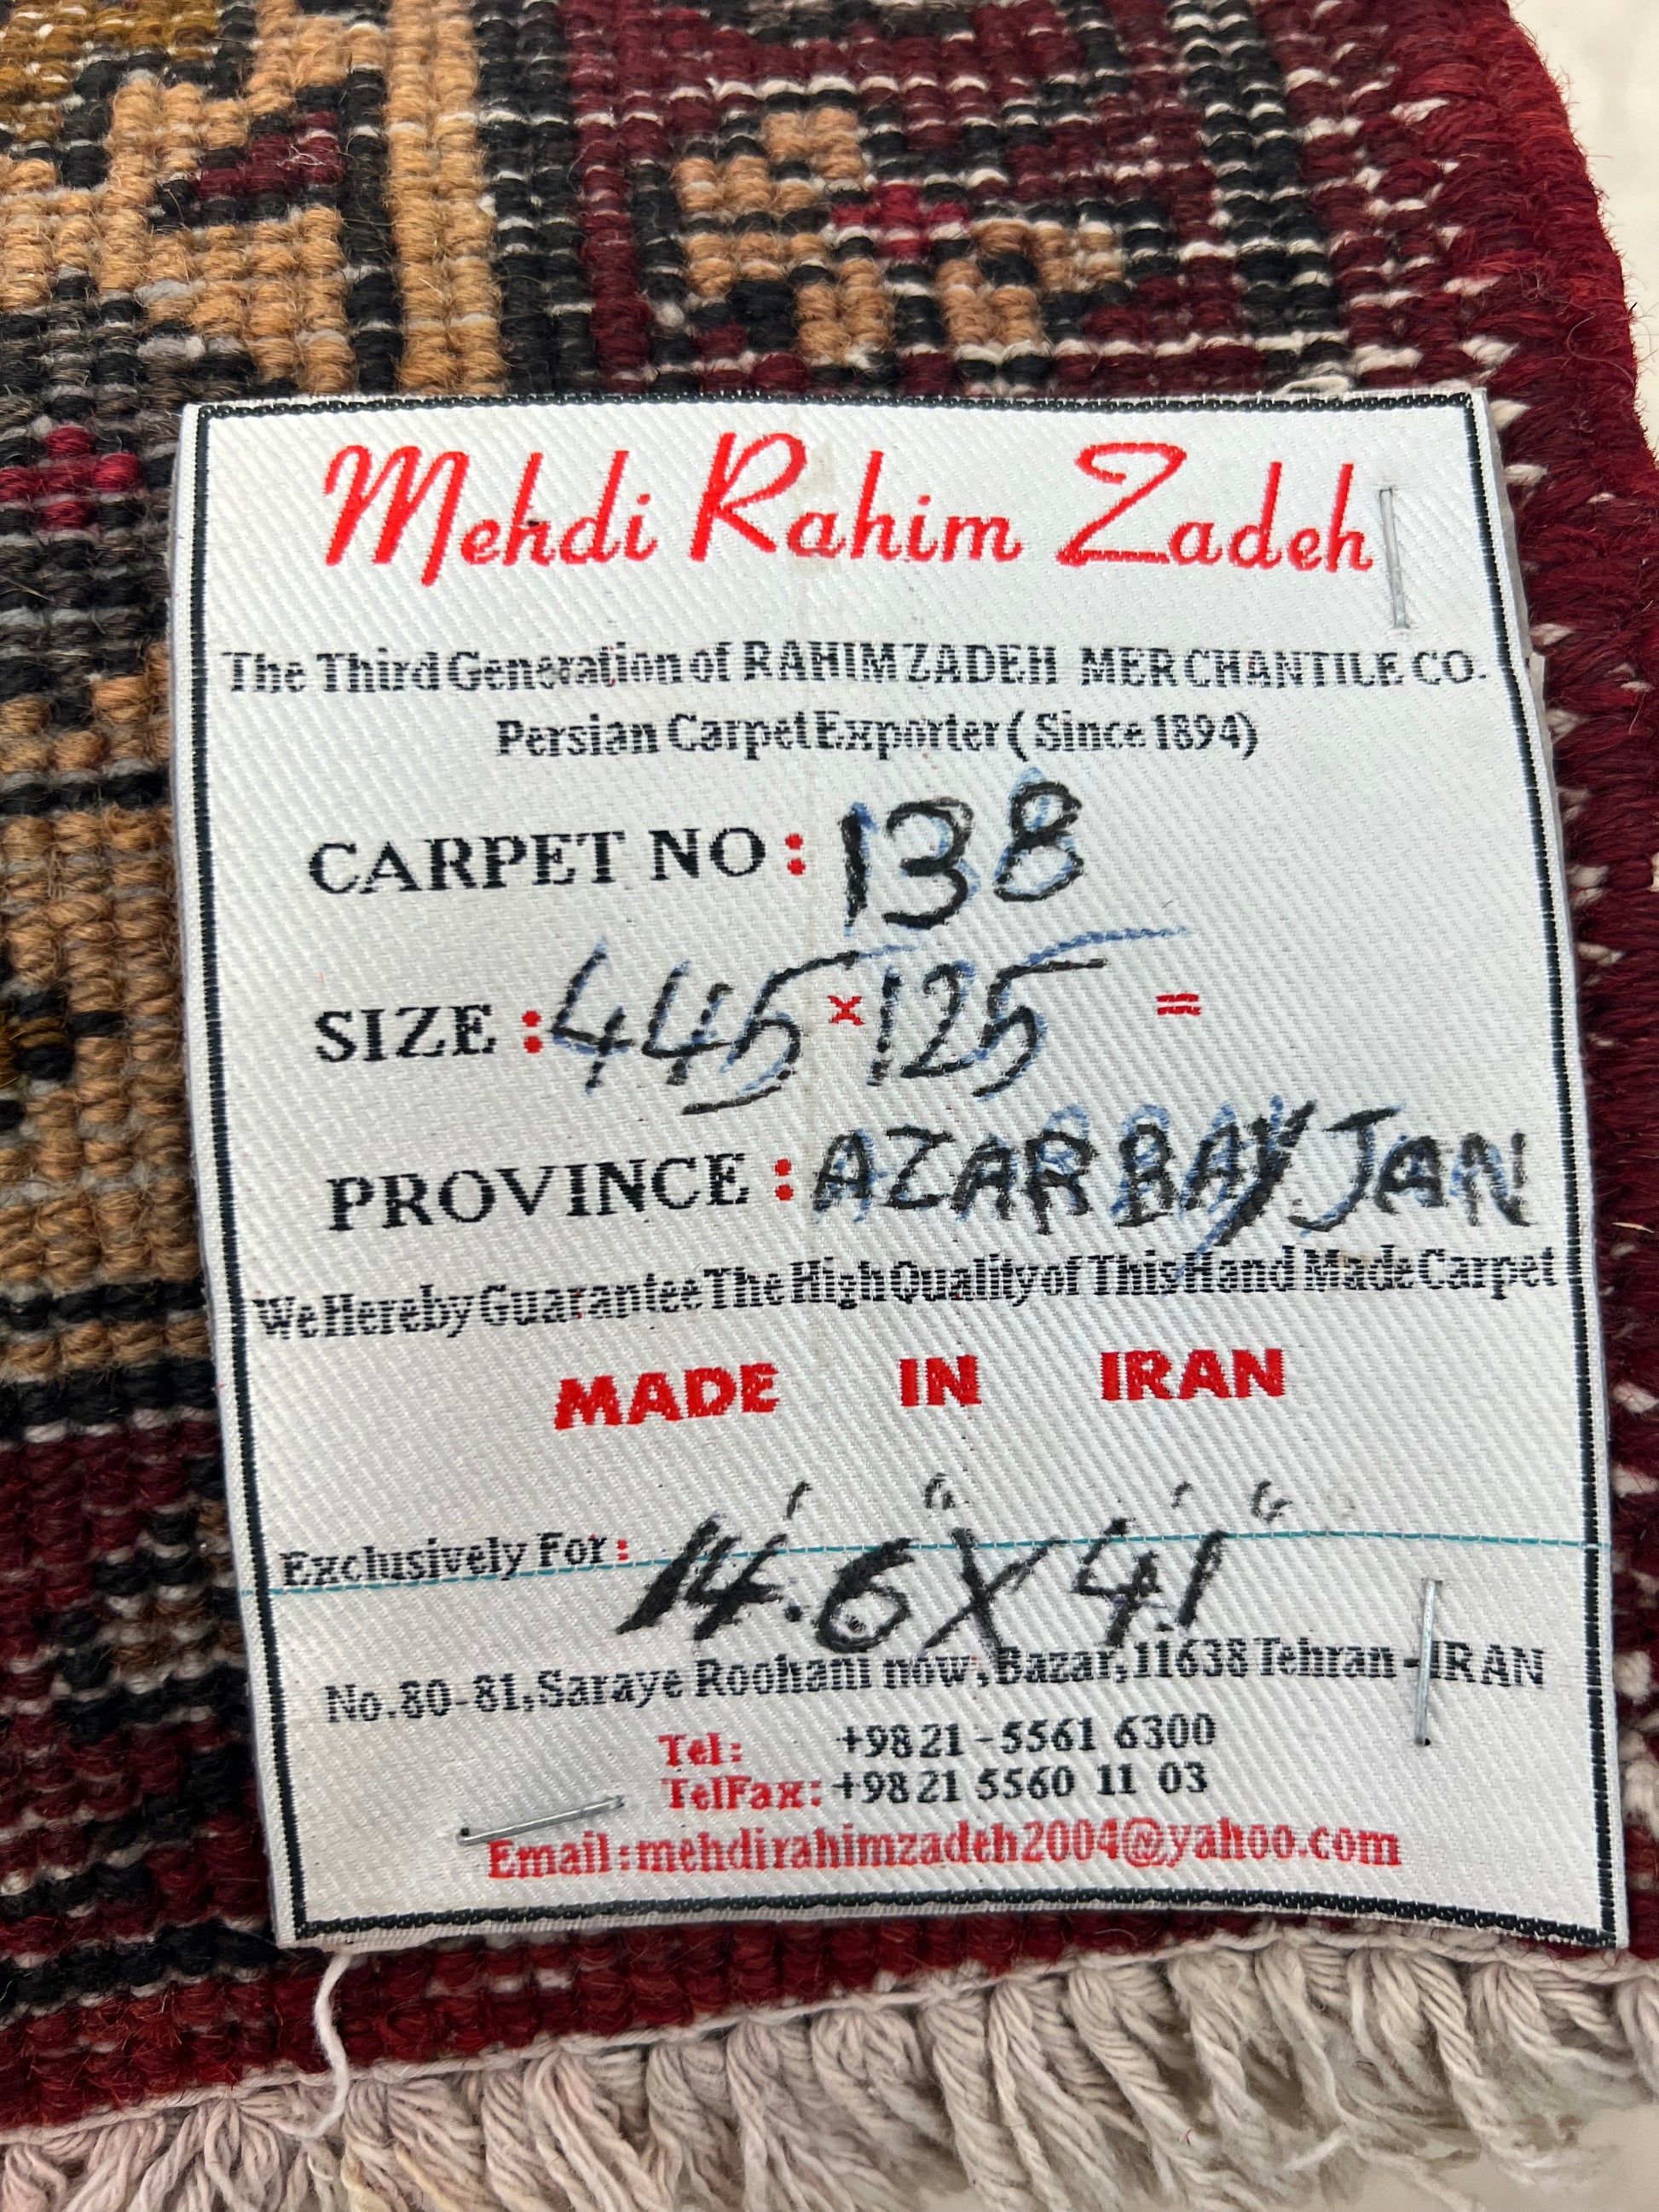 Mehdi Rahim Zadeh
The Third Generation of RAHIMZADEH MERCHANTILE CO.
Persian Carpet Exporter ( Since 1894)
CARPET NO : 138
SIZE : 445 x 125 =
PROVINCE : AZARBAYJAN
We Hereby Guarantee The High Quality of This Hand Made Carpet
MADE IN IRAN
Exclusively For : 14.'6" X 4.'1"
No. 80-81, Saraye Roohani now, Bazar, 11638 Tehran - IRAN
Tel: +98 21 - 5561 6300
TelFax: +98 21 5560 11 03
Email : mehdirahimzadeh2004@yahoo.com